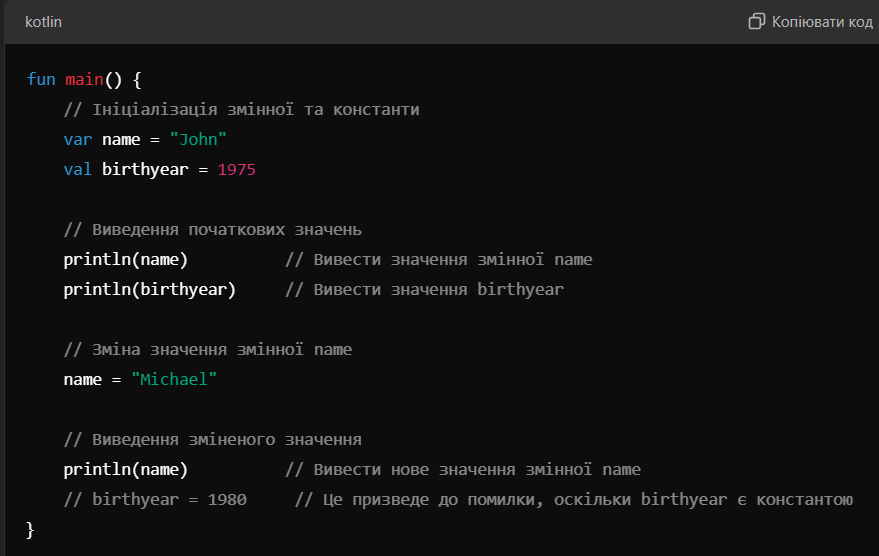 kotlin
Копіювати код
fun main() {
    // Ініціалізація змінної та константи
    var name = "John"
    val birthyear = 1975

    // Виведення початкових значень
    println(name)          // Вивести значення змінної name
    println(birthyear)     // Вивести значення birthyear

    // Зміна значення змінної name
    name = "Michael"

    // Виведення зміненого значення
    println(name)          // Вивести нове значення змінної name
    // birthyear = 1980     // Це призведе до помилки, оскільки birthyear є константою
}